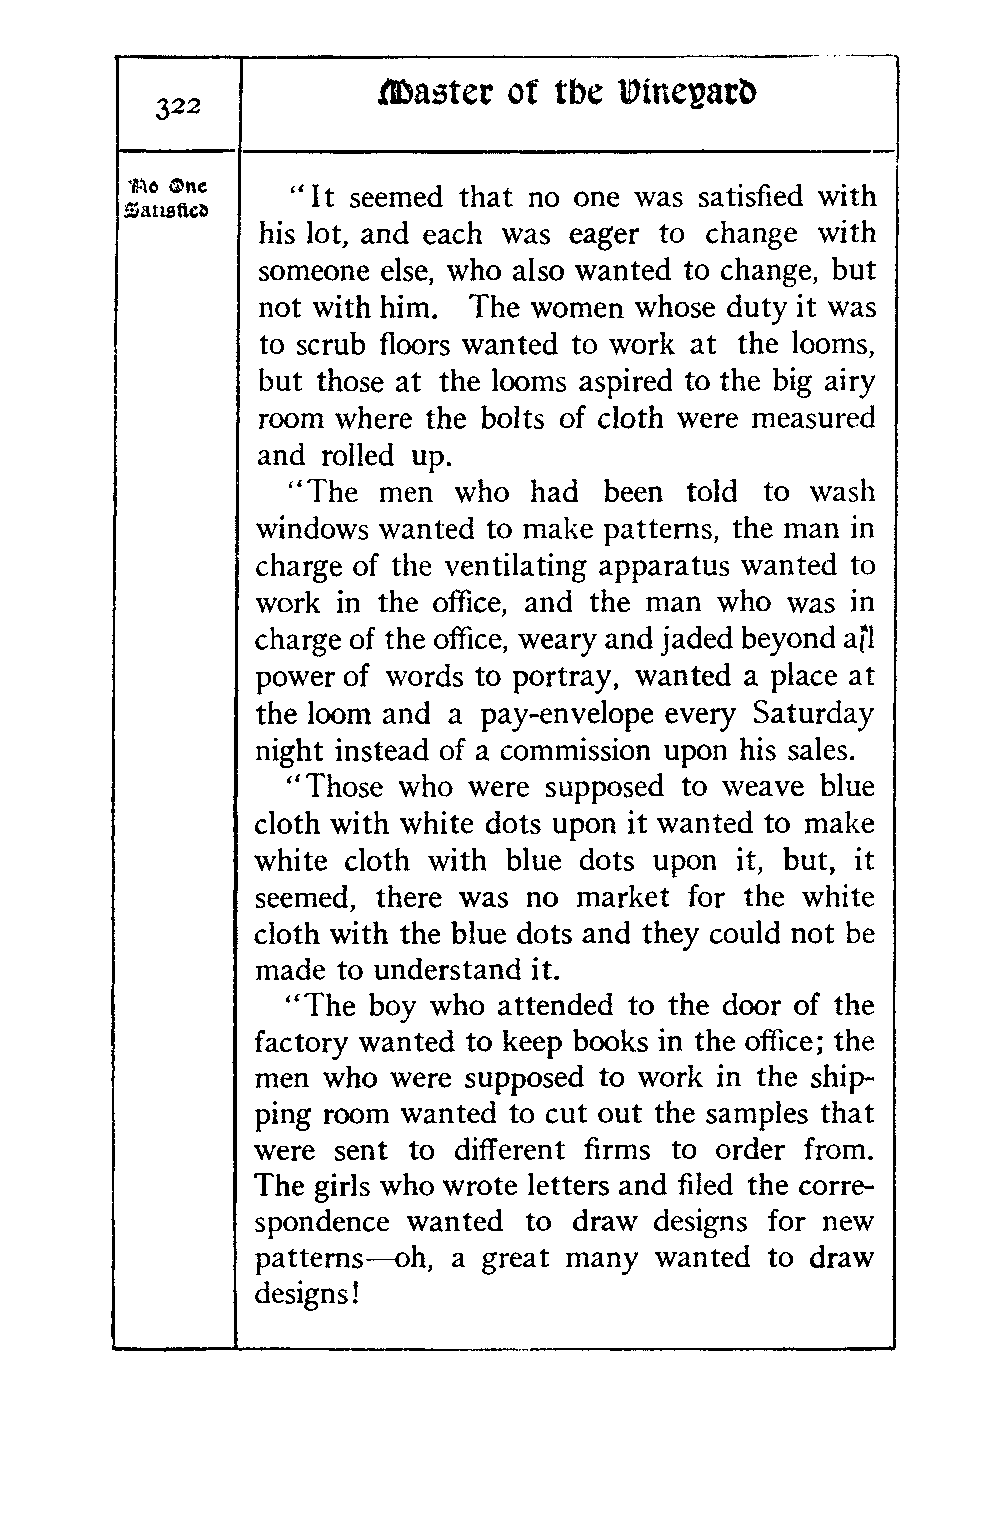 322
Master of the Vineyard
No One
Satisfied
"It seemed that no one was satisfied with
his lot, and each was eager to change with
someone else, who also wanted to change, but
not with him. The women whose duty it was
to scrub floors wanted to work at the looms,
but those at the looms aspired to the big airy
room where the bolts of cloth were measured
and rolled up.
"The men who had been told to wash
windows wanted to make patterns, the man in
charge of the ventilating apparatus wanted to
work in the office, and the man who was in
charge of the office, weary and jaded beyond all
power of words to portray, wanted a place at
the loom and a pay-envelope every Saturday
night instead of a commission upon his sales.
"Those who were supposed to weave blue
cloth with white dots upon it wanted to make
white cloth with blue dots upon it, but, it
seemed, there was no market for the white
cloth with the blue dots and they could not be
made to understand it.
"The boy who attended to the door of the
factory wanted to keep books in the office; the
men who were supposed to work in the ship-
ping room wanted to cut out the samples that
were sent to different firms to order from.
The girls who wrote letters and filed the corre-
spondence wanted to draw designs for new
patterns—oh, a great many wanted to draw
designs!